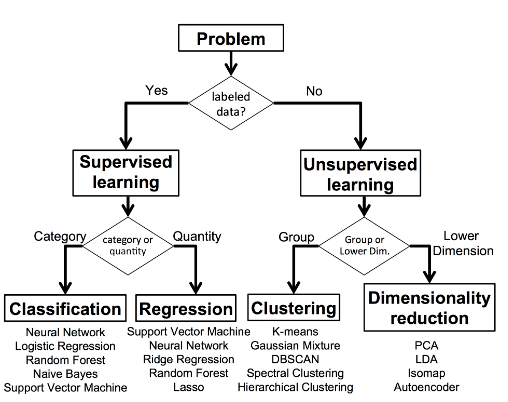 Problem
Yes
labeled
data?
No
Supervised
learning
Unsupervised
learning
Category
category or
quantity
Quantity
Group
Group or
Lower Dim.
Lower
Dimension
Classification
Neural Network
Logistic Regression
Random Forest
Naive Bayes
Support Vector Machine
Regression
Support Vector Machine
Neural Network
Ridge Regression
Random Forest
Lasso
Clustering
K-means
Gaussian Mixture
DBSCAN
Spectral Clustering
Hierarchical Clustering
Dimensionality
reduction
PCA
LDA
Isomap
Autoencoder